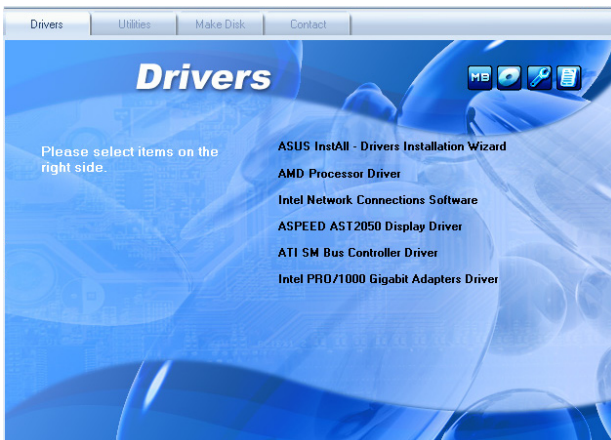 Drivers
Utilities
Make Disk
Contact
Drivers
MB
Please select items on the
right side.
ASUS InstAll - Drivers Installation Wizard
AMD Processor Driver
Intel Network Connections Software
ASPEED AST2050 Display Driver
ATI SM Bus Controller Driver
Intel PRO/1000 Gigabit Adapters Driver